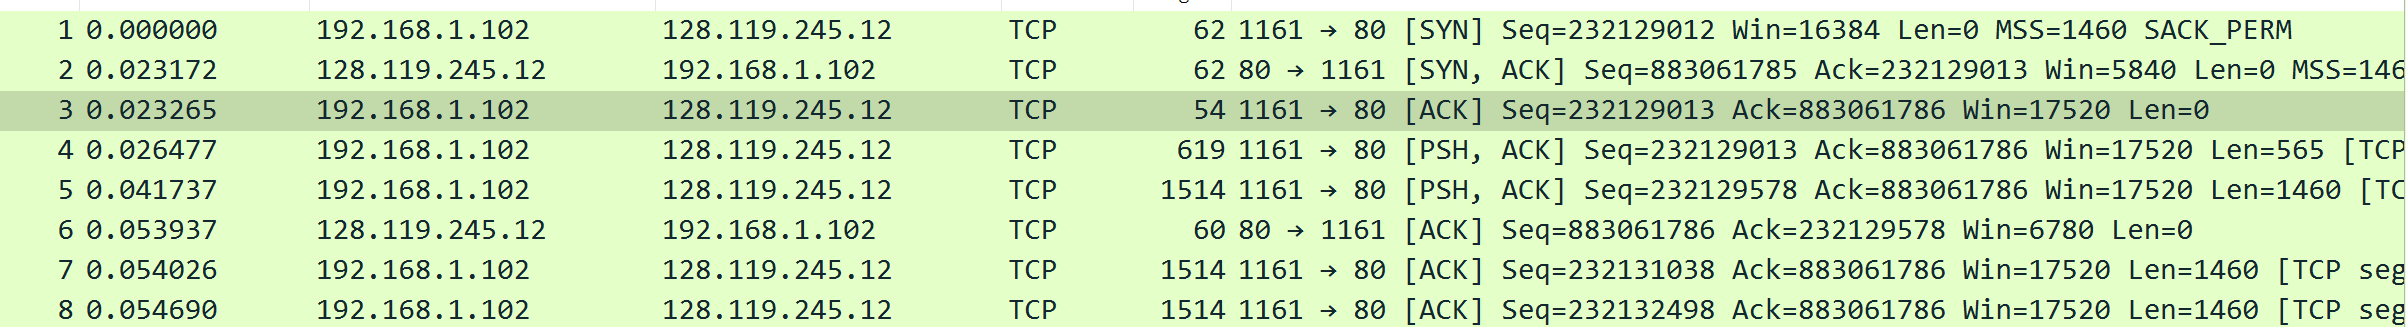 1 0.000000 192.168.1.102 128.119.245.12 TCP 62 1161 → 80 [SYN] Seq=232129012 Win=16384 Len=0 MSS=1460 SACK_PERM
2 0.023172 128.119.245.12 192.168.1.102 TCP 62 80 → 1161 [SYN, ACK] Seq=883061785 Ack=232129013 Win=5840 Len=0 MSS=146
3 0.023265 192.168.1.102 128.119.245.12 TCP 54 1161 → 80 [ACK] Seq=232129013 Ack=883061786 Win=17520 Len=0
4 0.026477 192.168.1.102 128.119.245.12 TCP 619 1161 → 80 [PSH, ACK] Seq=232129013 Ack=883061786 Win=17520 Len=565 [TCP
5 0.041737 192.168.1.102 128.119.245.12 TCP 1514 1161 → 80 [PSH, ACK] Seq=232129578 Ack=883061786 Win=17520 Len=1460 [TC
6 0.053937 128.119.245.12 192.168.1.102 TCP 60 80 → 1161 [ACK] Seq=883061786 Ack=232129578 Win=6780 Len=0
7 0.054026 192.168.1.102 128.119.245.12 TCP 1514 1161 → 80 [ACK] Seq=232131038 Ack=883061786 Win=17520 Len=1460 [TCP seg
8 0.054690 192.168.1.102 128.119.245.12 TCP 1514 1161 → 80 [ACK] Seq=232132498 Ack=883061786 Win=17520 Len=1460 [TCP seg